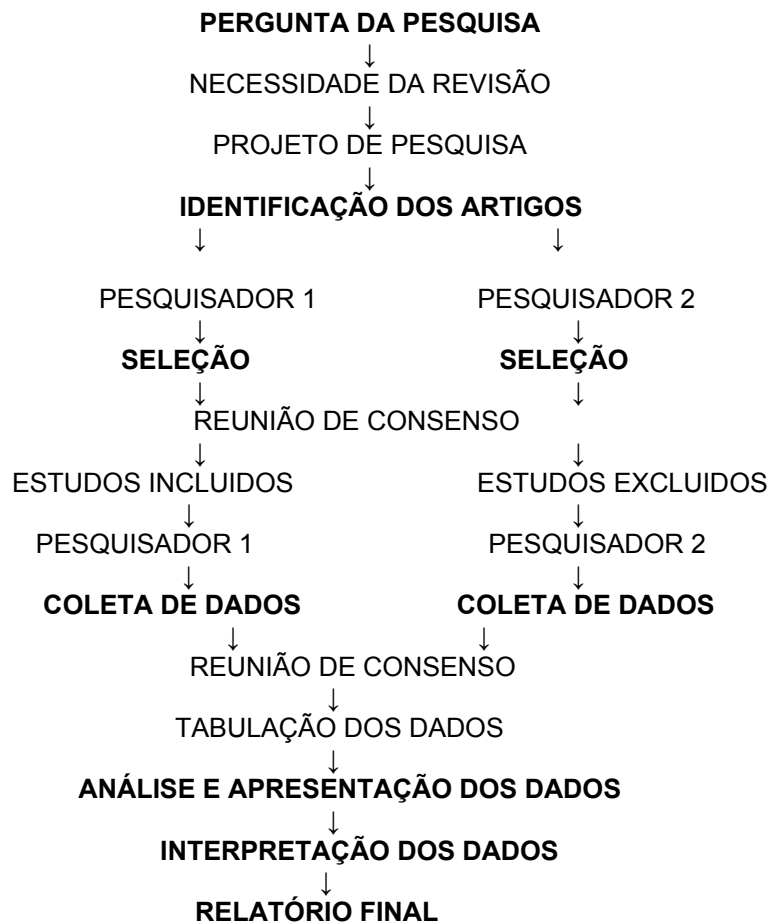 PERGUNTA DA PESQUISA
↓
NECESSIDADE DA REVISÃO
↓
PROJETO DE PESQUISA
↓
IDENTIFICAÇÃO DOS ARTIGOS
↓ ↓
PESQUISADOR 1 PESQUISADOR 2
↓ ↓
SELEÇÃO SELEÇÃO
↓ ↓
REUNIÃO DE CONSENSO
↓ ↓
ESTUDOS INCLUIDOS ESTUDOS EXCLUIDOS
↓ ↓
PESQUISADOR 1 PESQUISADOR 2
↓ ↓
COLETA DE DADOS COLETA DE DADOS
↓ ↓
REUNIÃO DE CONSENSO
↓
TABULAÇÃO DOS DADOS
↓
ANÁLISE E APRESENTAÇÃO DOS DADOS
↓
INTERPRETAÇÃO DOS DADOS
↓
RELATÓRIO FINAL